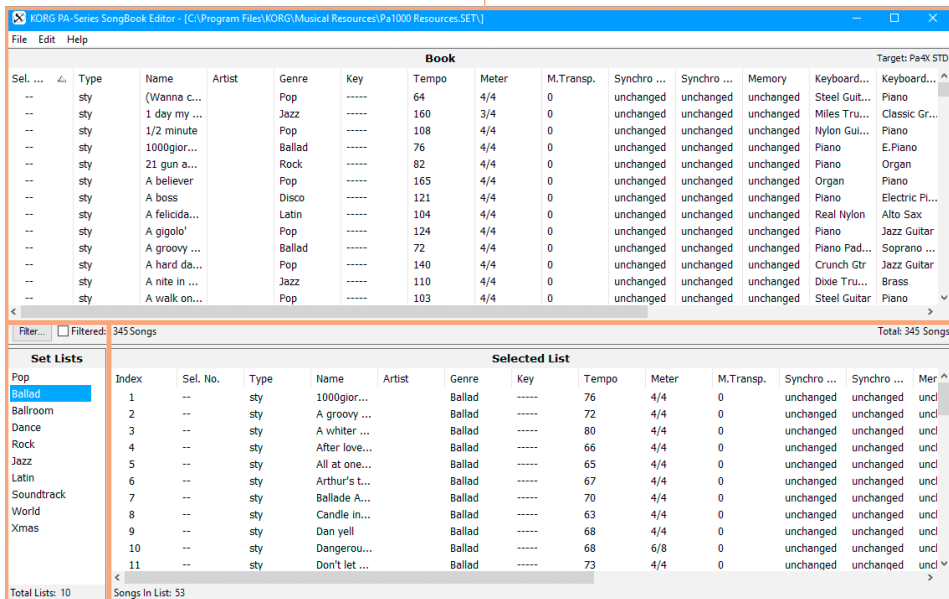 KORG PA-Series SongBook Editor - [C:\Program Files\KORG\Musical Resources\Pa1000 Resources.SET\]
File Edit Help
Book Target: Pa4X STD
Sel. ... Type Name Artist Genre Key Tempo Meter M.Transp. Synchro ... Synchro ... Memory Keyboard... Keyboard...
-- sty (Wanna c... Pop ----- 64 4/4 0 unchanged unchanged unchanged Steel Guit... Piano
-- sty 1 day my ... Jazz ----- 160 3/4 0 unchanged unchanged unchanged Miles Tru... Classic Gr...
-- sty 1/2 minute Pop ----- 108 4/4 0 unchanged unchanged unchanged Nylon Gui... Piano
-- sty 1000gior... Ballad ----- 76 4/4 0 unchanged unchanged unchanged Piano E.Piano
-- sty 21 gun a... Rock ----- 82 4/4 0 unchanged unchanged unchanged Piano Organ
-- sty A believer Pop ----- 165 4/4 0 unchanged unchanged unchanged Organ Piano
-- sty A boss Disco ----- 121 4/4 0 unchanged unchanged unchanged Piano Electric Pi...
-- sty A felicida... Latin ----- 104 4/4 0 unchanged unchanged unchanged Real Nylon Alto Sax
-- sty A gigolo' Pop ----- 124 4/4 0 unchanged unchanged unchanged Piano Jazz Guitar
-- sty A groovy ... Ballad ----- 72 4/4 0 unchanged unchanged unchanged Piano Pad... Soprano ...
-- sty A hard da... Pop ----- 140 4/4 0 unchanged unchanged unchanged Crunch Gtr Jazz Guitar
-- sty A nite in ... Jazz ----- 110 4/4 0 unchanged unchanged unchanged Dixie Tru... Brass
-- sty A walk on... Pop ----- 103 4/4 0 unchanged unchanged unchanged Steel Guitar Piano
Filter... Filtered: 345 Songs Total: 345 Songs
Set Lists
Pop
Ballad
Ballroom
Dance
Rock
Jazz
Latin
Soundtrack
World
Xmas
Total Lists: 10
Selected List
Index Sel. No. Type Name Artist Genre Key Tempo Meter M.Transp. Synchro ... Synchro ... Mer
1 -- sty 1000gior... Ballad ----- 76 4/4 0 unchanged unchanged uncl
2 -- sty A groovy ... Ballad ----- 72 4/4 0 unchanged unchanged uncl
3 -- sty A whiter ... Ballad ----- 80 4/4 0 unchanged unchanged uncl
4 -- sty After love... Ballad ----- 66 4/4 0 unchanged unchanged uncl
5 -- sty All at one... Ballad ----- 65 4/4 0 unchanged unchanged uncl
6 -- sty Arthur's t... Ballad ----- 67 4/4 0 unchanged unchanged uncl
7 -- sty Ballade A... Ballad ----- 70 4/4 0 unchanged unchanged uncl
8 -- sty Candle in... Ballad ----- 63 4/4 0 unchanged unchanged uncl
9 -- sty Dan yell Ballad ----- 68 4/4 0 unchanged unchanged uncl
10 -- sty Dangerou... Ballad ----- 68 6/8 0 unchanged unchanged uncl
11 -- sty Don't let ... Ballad ----- 73 4/4 0 unchanged unchanged uncl
Songs In List: 53